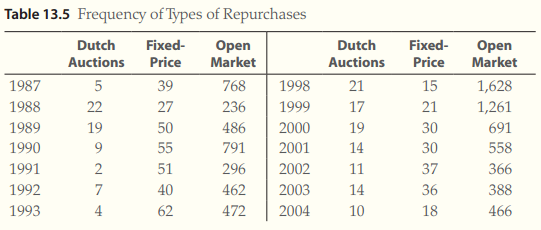 Table 13.5 Frequency of Types of Repurchases
Dutch Auctions Fixed-Price Open Market Dutch Auctions Fixed-Price Open Market
1987 5 39 768 1998 21 15 1,628
1988 22 27 236 1999 17 21 1,261
1989 19 50 486 2000 19 30 691
1990 9 55 791 2001 14 30 558
1991 2 51 296 2002 11 37 366
1992 7 40 462 2003 14 36 388
1993 4 62 472 2004 10 18 466